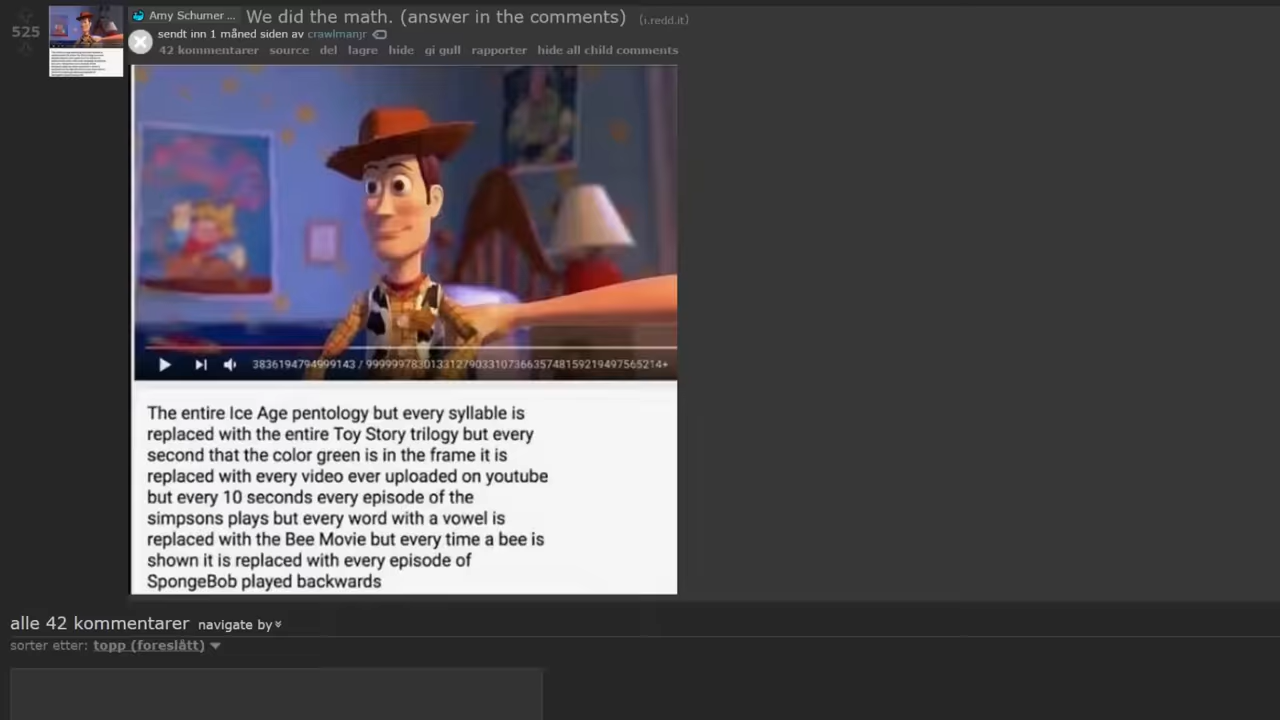 525
Amy Schumer ... We did the math. (answer in the comments) (i.redd.it)
sendt inn 1 måned siden av crawlmanjr
42 kommentarer source del lagre hide gi gull rapporter hide all child comments
3836194794999143 / 9999997830133127903310736635748159219497565214+
The entire Ice Age pentology but every syllable is
replaced with the entire Toy Story trilogy but every
second that the color green is in the frame it is
replaced with every video ever uploaded on youtube
but every 10 seconds every episode of the
simpsons plays but every word with a vowel is
replaced with the Bee Movie but every time a bee is
shown it is replaced with every episode of
SpongeBob played backwards
alle 42 kommentarer navigate by
sorter etter: topp (foreslått)